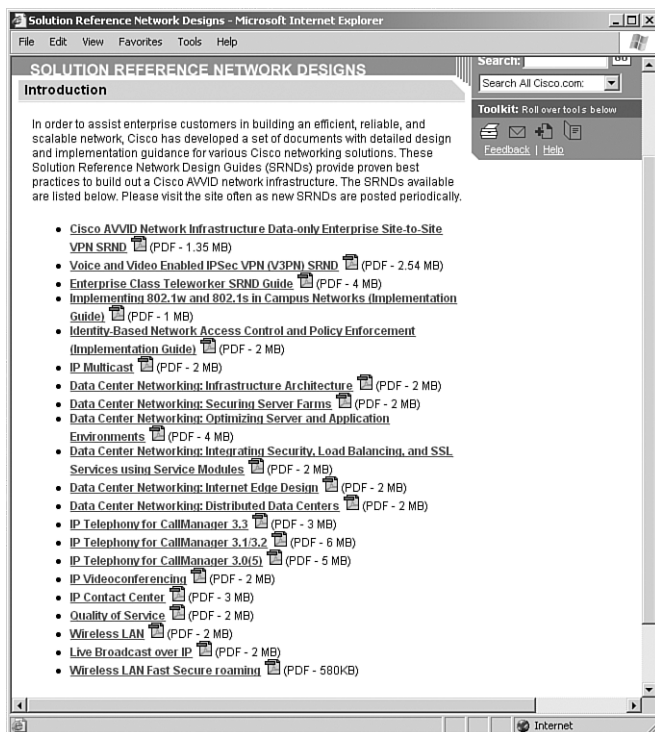 Solution Reference Network Designs - Microsoft Internet Explorer
File Edit View Favorites Tools Help
SOLUTION REFERENCE NETWORK DESIGNS
Introduction
In order to assist enterprise customers in building an efficient, reliable, and
scalable network, Cisco has developed a set of documents with detailed design
and implementation guidance for various Cisco networking solutions. These
Solution Reference Network Design Guides (SRNDs) provide proven best
practices to build out a Cisco AVVID network infrastructure. The SRNDs available
are listed below. Please visit the site often as new SRNDs are posted periodically.
Cisco AVVID Network Infrastructure Data-only Enterprise Site-to-Site
VPN SRND (PDF - 1.35 MB)
Voice and Video Enabled IPSec VPN (V3PN) SRND (PDF - 2.54 MB)
Enterprise Class Teleworker SRND Guide (PDF - 4 MB)
Implementing 802.1w and 802.1s in Campus Networks (Implementation
Guide) (PDF - 1 MB)
Identity-Based Network Access Control and Policy Enforcement
(Implementation Guide) (PDF - 2 MB)
IP Multicast (PDF - 2 MB)
Data Center Networking: Infrastructure Architecture (PDF - 2 MB)
Data Center Networking: Securing Server Farms (PDF - 2 MB)
Data Center Networking: Optimizing Server and Application
Environments (PDF - 4 MB)
Data Center Networking: Integrating Security, Load Balancing, and SSL
Services using Service Modules (PDF - 2 MB)
Data Center Networking: Internet Edge Design (PDF - 2 MB)
Data Center Networking: Distributed Data Centers (PDF - 2 MB)
IP Telephony for CallManager 3.3 (PDF - 3 MB)
IP Telephony for CallManager 3.1/3.2 (PDF - 6 MB)
IP Telephony for CallManager 3.0(5) (PDF - 5 MB)
IP Videoconferencing (PDF - 2 MB)
IP Contact Center (PDF - 3 MB)
Quality of Service (PDF - 2 MB)
Wireless LAN (PDF - 2 MB)
Live Broadcast over IP (PDF - 2 MB)
Wireless LAN Fast Secure roaming (PDF - 580KB)
Search:
Search All Cisco.com:
Toolkit: Roll over tools below
Feedback | Help
Internet